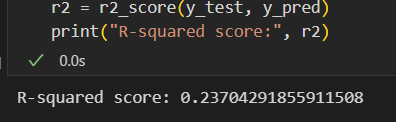 r2 = r2_score(y_test, y_pred)
print("R-squared score:", r2)
0.0s
R-squared score: 0.23704291855911508